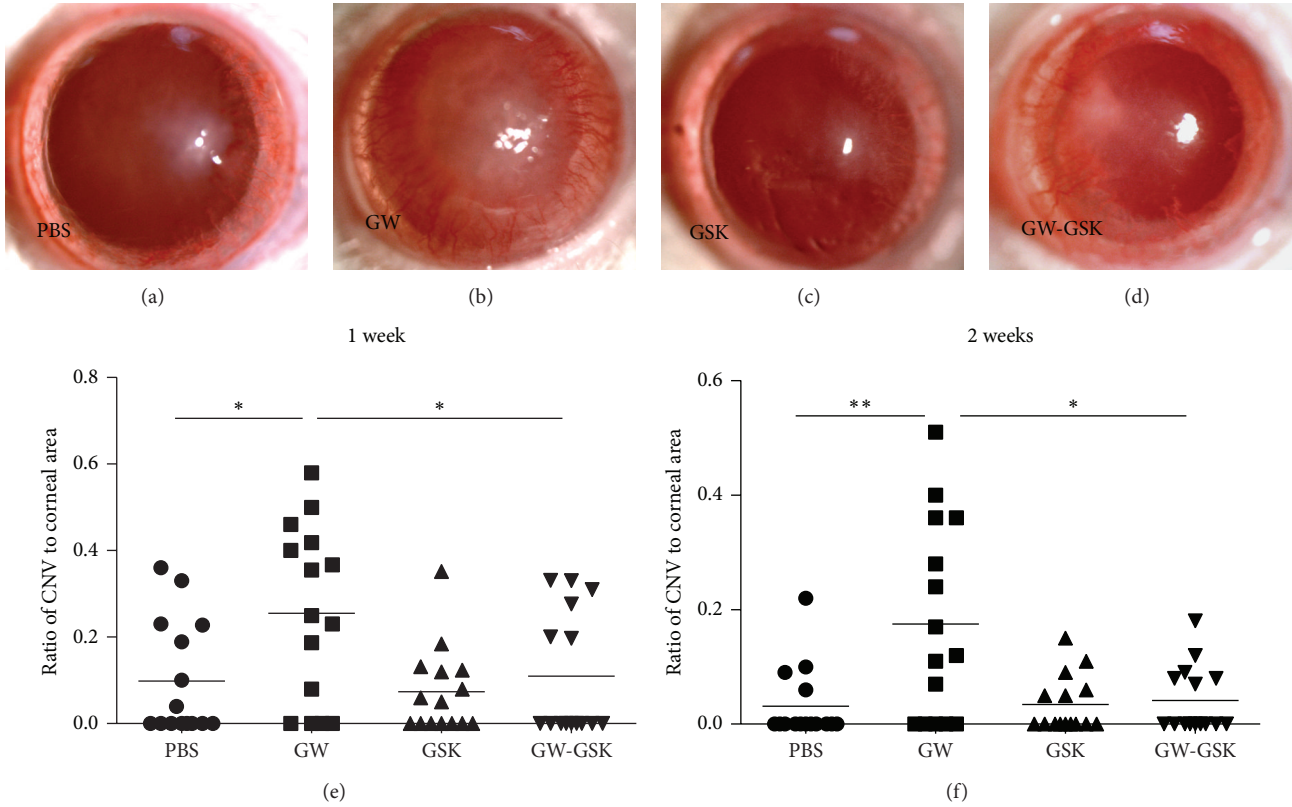 PBS
GW
GSK
GW-GSK
(a)
(b)
(c)
(d)
1 week
Ratio of CNV to corneal area
0.8
0.6
0.4
0.2
0.0
*
*
PBS
GW
GSK
GW-GSK
(e)
2 weeks
Ratio of CNV to corneal area
0.6
0.4
0.2
0.0
**
*
PBS
GW
GSK
GW-GSK
(f)